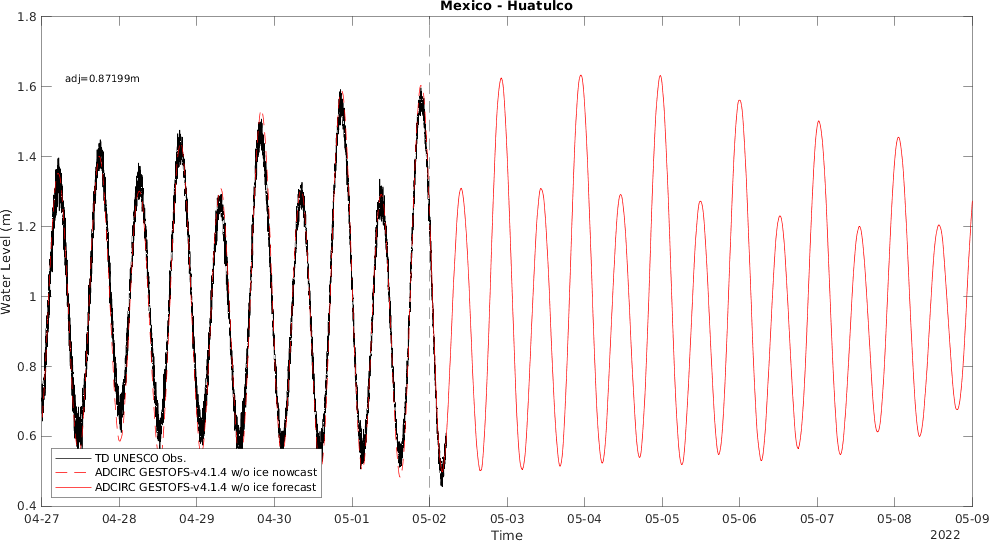 Mexico - Huatulco
1.8
1.6
1.4
1.2
1
0.8
0.6
0.4
Water Level (m)
adj=0.87199m
TD UNESCO Obs.
ADCIRC GESTOFS-v4.1.4 w/o ice nowcast
ADCIRC GESTOFS-v4.1.4 w/o ice forecast
04-27 04-28 04-29 04-30 05-01 05-02 05-03 05-04 05-05 05-06 05-07 05-08 05-09
Time
2022